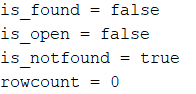 is_found = false
is_open = false
is_notfound = true
rowcount = 0